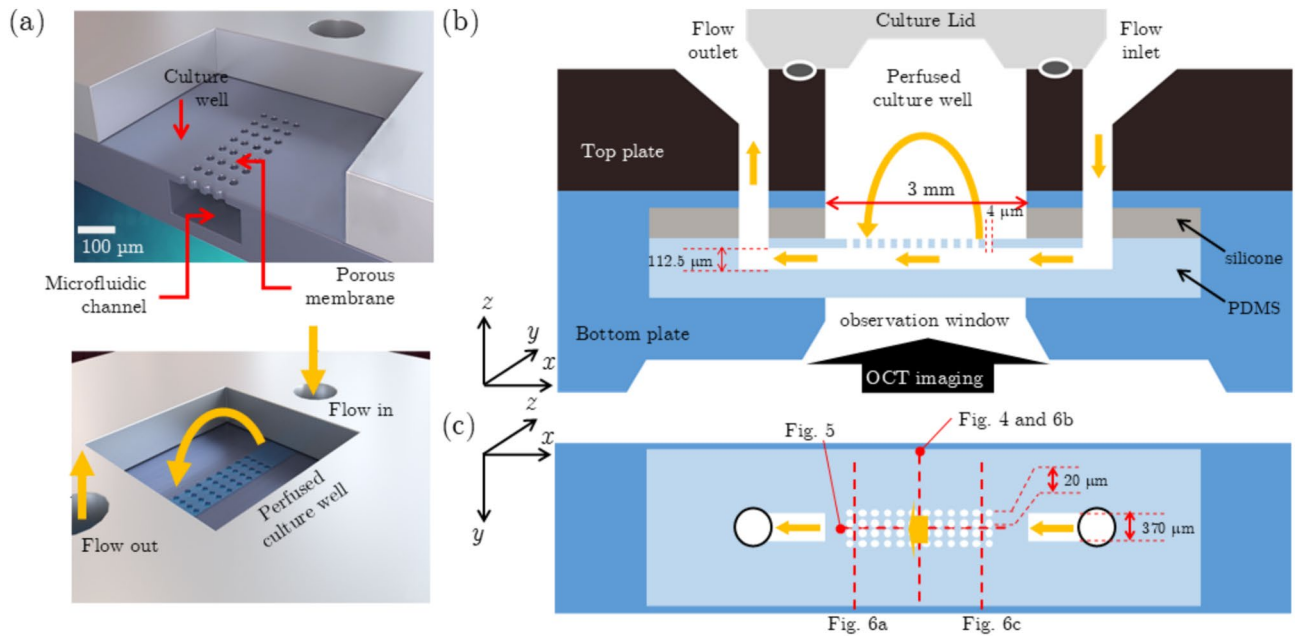 (a)
Culture
well
100 μm
Microfluidic
channel
Porous
membrane
Flow in
Perfused
culture well
Flow out
(b)
Culture Lid
Flow
outlet
Flow
inlet
Perfused
culture well
Top plate
3 mm
4 μm
112.5 μm
silicone
PDMS
Bottom plate
observation window
OCT imaging
z
y
x
(c)
z
x
y
Fig. 5
Fig. 4 and 6b
20 μm
370 μm
Fig. 6a
Fig. 6c